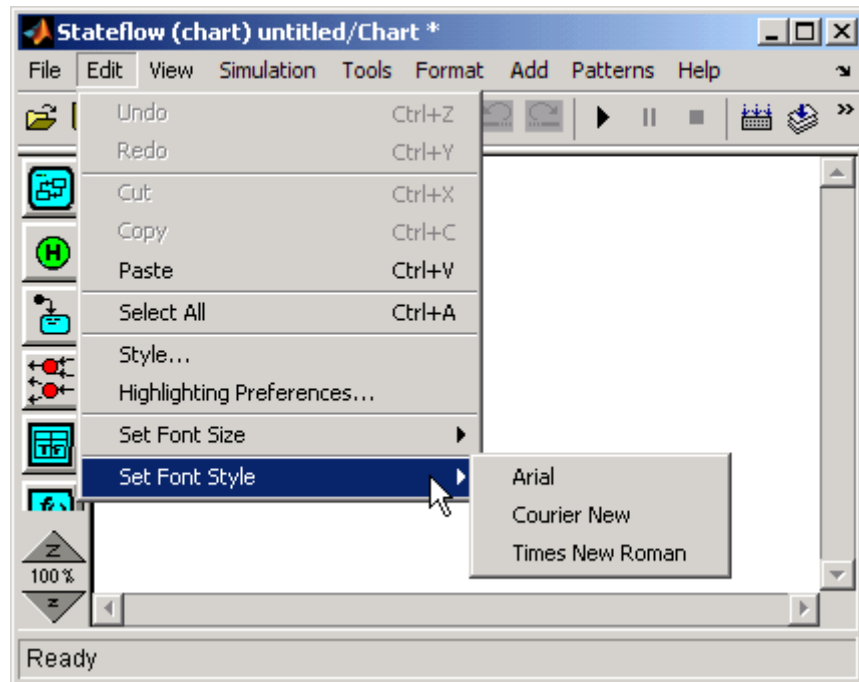 Stateflow (chart) untitled/Chart *
File Edit View Simulation Tools Format Add Patterns Help
Undo Ctrl+Z
Redo Ctrl+Y
Cut Ctrl+X
Copy Ctrl+C
Paste Ctrl+V
Select All Ctrl+A
Style...
Highlighting Preferences...
Set Font Size
Set Font Style
Arial
Courier New
Times New Roman
H
Z
100%
z
Ready